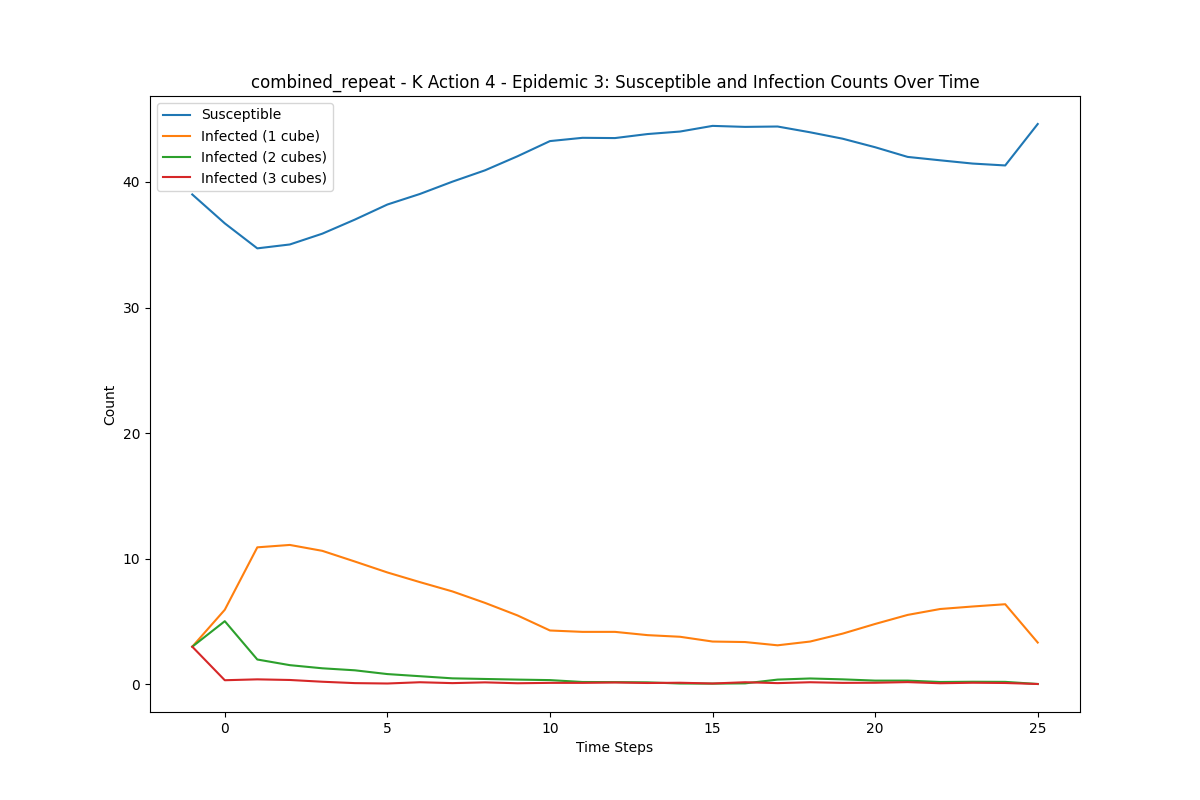 combined_repeat - K Action 4 - Epidemic 3: Susceptible and Infection Counts Over Time
Susceptible
Infected (1 cube)
Infected (2 cubes)
Infected (3 cubes)
40
30
20
10
0
Count
0 5 10 15 20 25
Time Steps